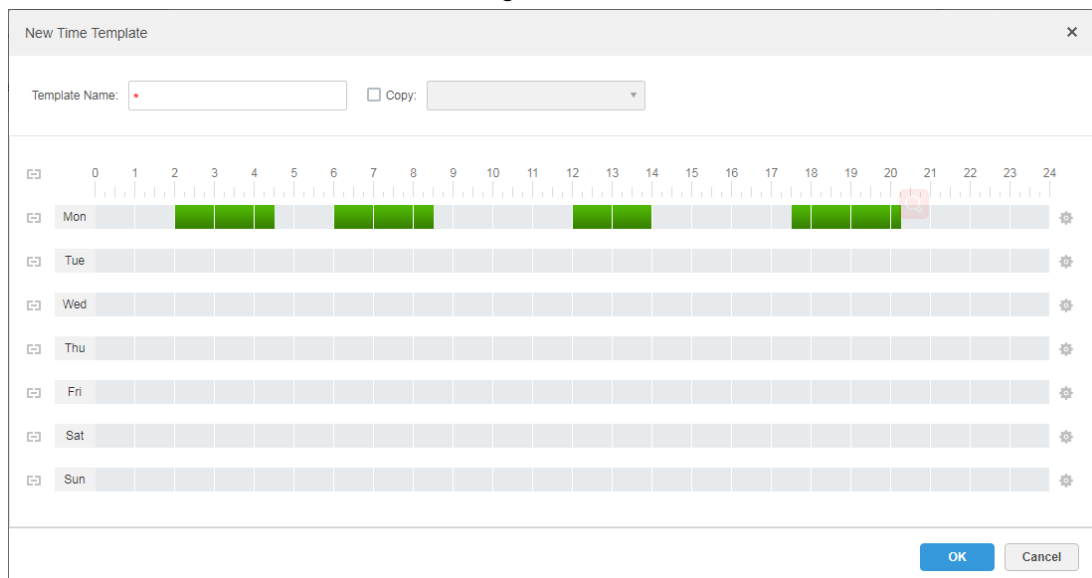 New Time Template
Template Name: * Copy:
0 1 2 3 4 5 6 7 8 9 10 11 12 13 14 15 16 17 18 19 20 21 22 23 24
Mon
Tue
Wed
Thu
Fri
Sat
Sun
OK Cancel